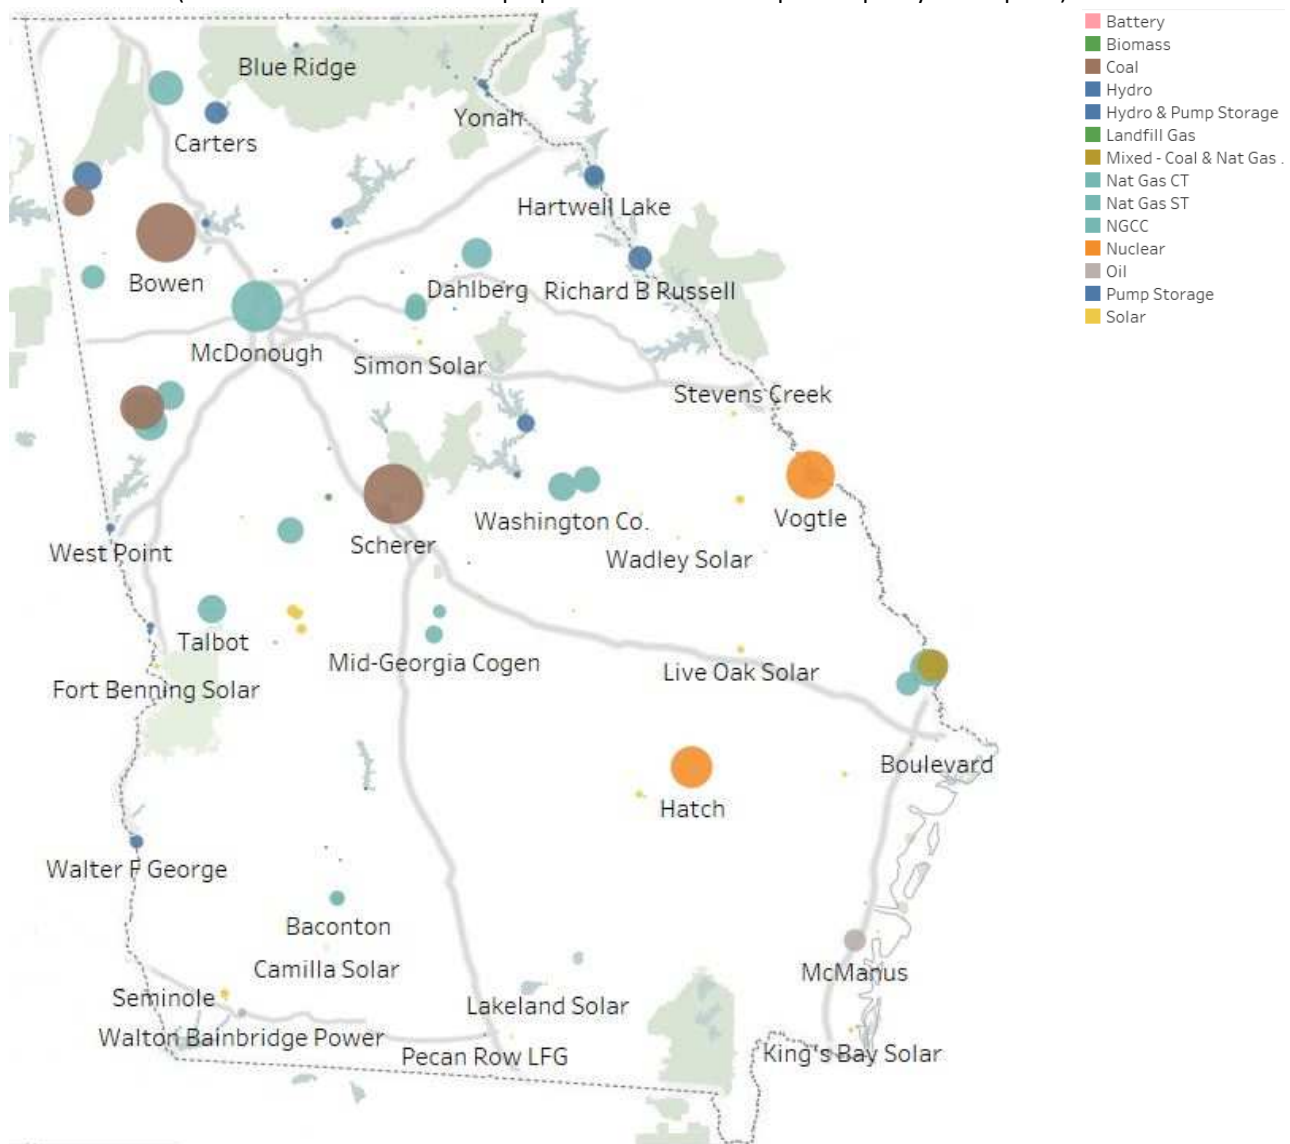 Battery
Biomass
Coal
Hydro
Hydro & Pump Storage
Landfill Gas
Mixed - Coal & Nat Gas .
Nat Gas CT
Nat Gas ST
NGCC
Nuclear
Oil
Pump Storage
Solar
Blue Ridge
Yonah
Carters
Hartwell Lake
Bowen
Dahlberg
Richard B Russell
McDonough
Simon Solar
Stevens Creek
Washington Co.
Vogtle
Scherer
West Point
Wadley Solar
Talbot
Mid-Georgia Cogen
Live Oak Solar
Fort Benning Solar
Boulevard
Hatch
Walter F George
Baconton
Camilla Solar
McManus
Seminole
Lakeland Solar
Walton Bainbridge Power
Pecan Row LFG
King's Bay Solar